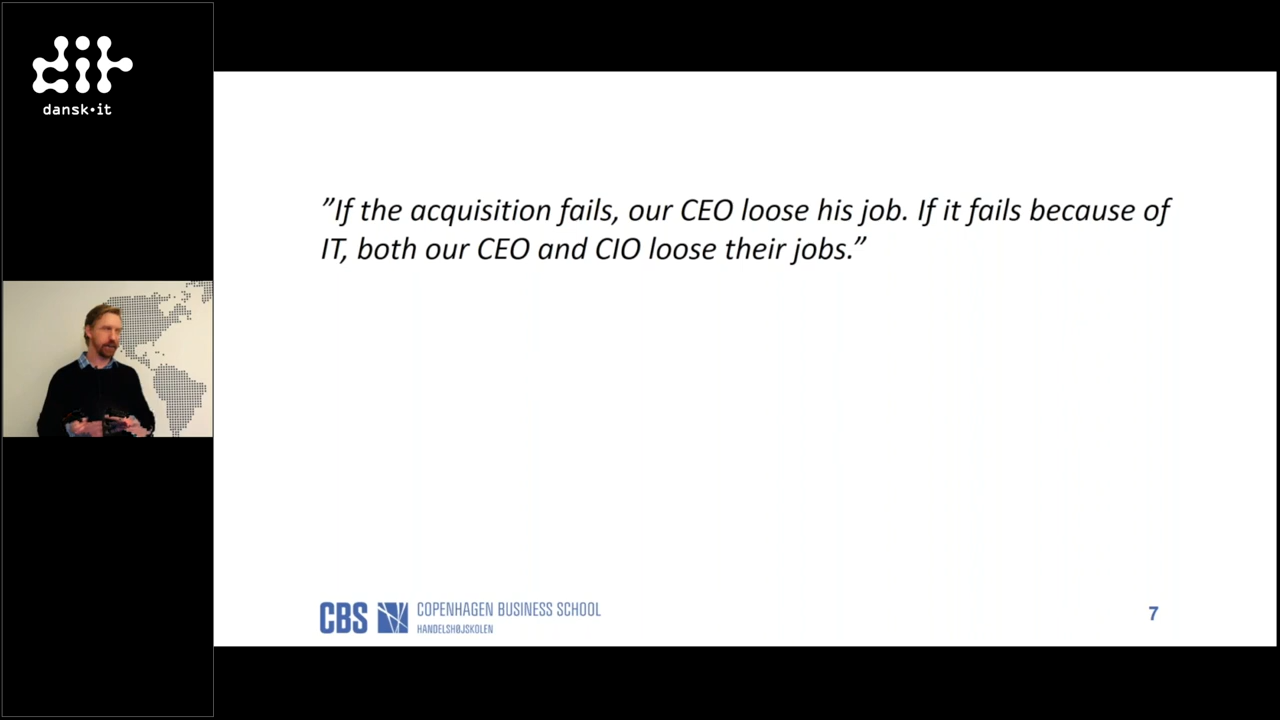 dit
dansk•it
”If the acquisition fails, our CEO loose his job. If it fails because of
IT, both our CEO and CIO loose their jobs.”
CBS COPENHAGEN BUSINESS SCHOOL
HANDELSHØJSKOLEN
7